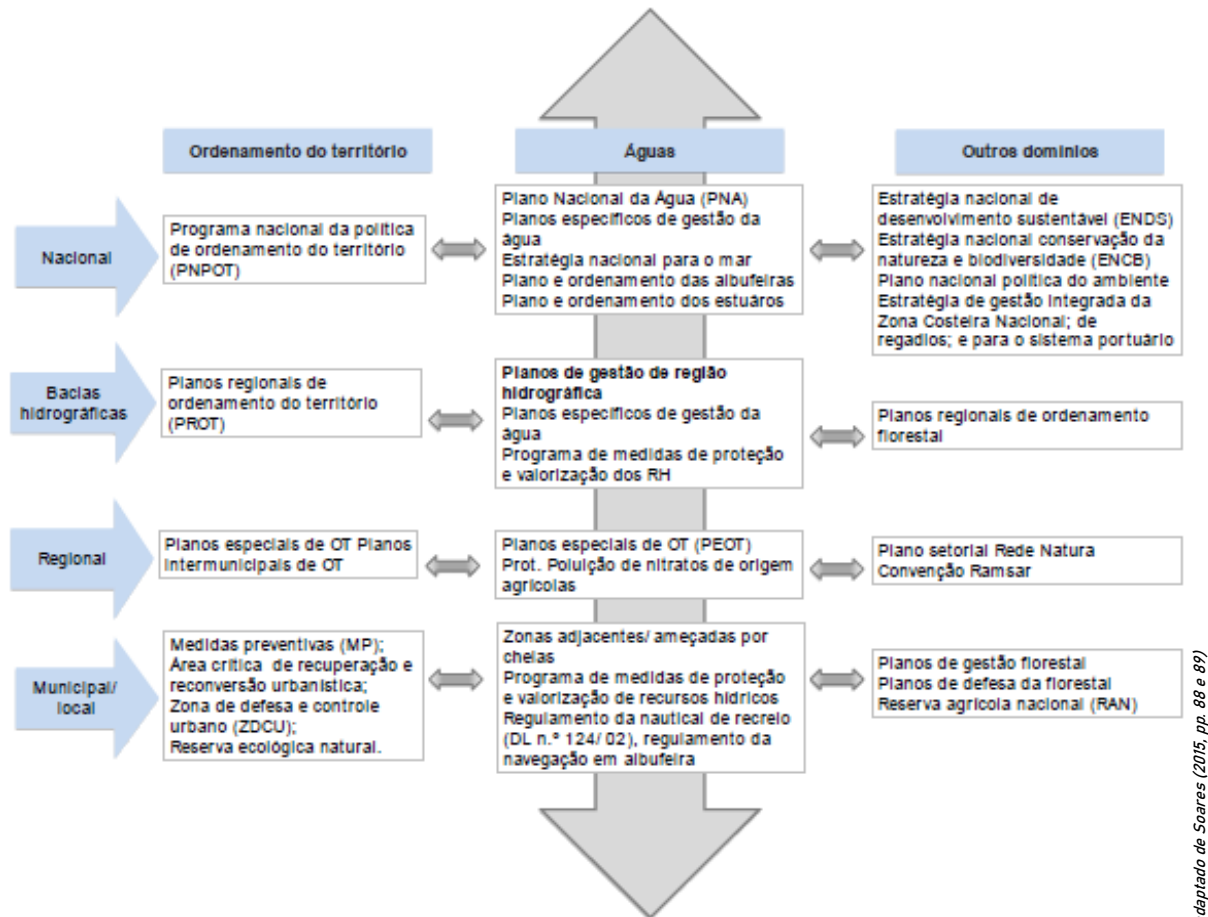 Ordenamento do território
Águas
Outros domínios
Nacional
Programa nacional da política
de ordenamento do território
(PNPOT)
Plano Nacional da Água (PNA)
Planos específicos de gestão da
água
Estratégia nacional para o mar
Plano e ordenamento das albufeiras
Plano e ordenamento dos estuáros
Estratégia nacional de
desenvolvimento sustentável (ENDS)
Estratégia nacional conservação da
natureza e biodiversidade (ENCB)
Plano nacional política do ambiente
Estratégia de gestão integrada da
Zona Costeira Nacional; de
regadios; e para o sistema portuário
Bacias
hidrográficas
Planos regionais de
ordenamento do território
(PROT)
Planos de gestão de região
hidrográfica
Planos específicos de gestão da
água
Programa de medidas de proteção
e valorização dos RH
Planos regionais de ordenamento
florestal
Regional
Planos especiais de OT Planos
Intermunicipais de OT
Planos especiais de OT (PEOT)
Prot. Poluição de nitratos de origem
agrícolas
Plano setorial Rede Natura
Convenção Ramsar
Municipal/
local
Medidas preventivas (MP);
Área crítica de recuperação e
reconversão urbanística;
Zona de defesa e controle
urbano (ZDCU);
Reserva ecológica natural.
Zonas adjacentes/ ameçadas por
cheias
Programa de medidas de proteção
e valorização de recursos hídricos
Regulamento da nautical de recreio
(DL n.º 124/ 02), regulamento da
navegação em albufeira
Planos de gestão florestal
Planos de defesa da florestal
Reserva agrícola nacional (RAN)
daptado de Soares (2015, pp. 88 e 89)